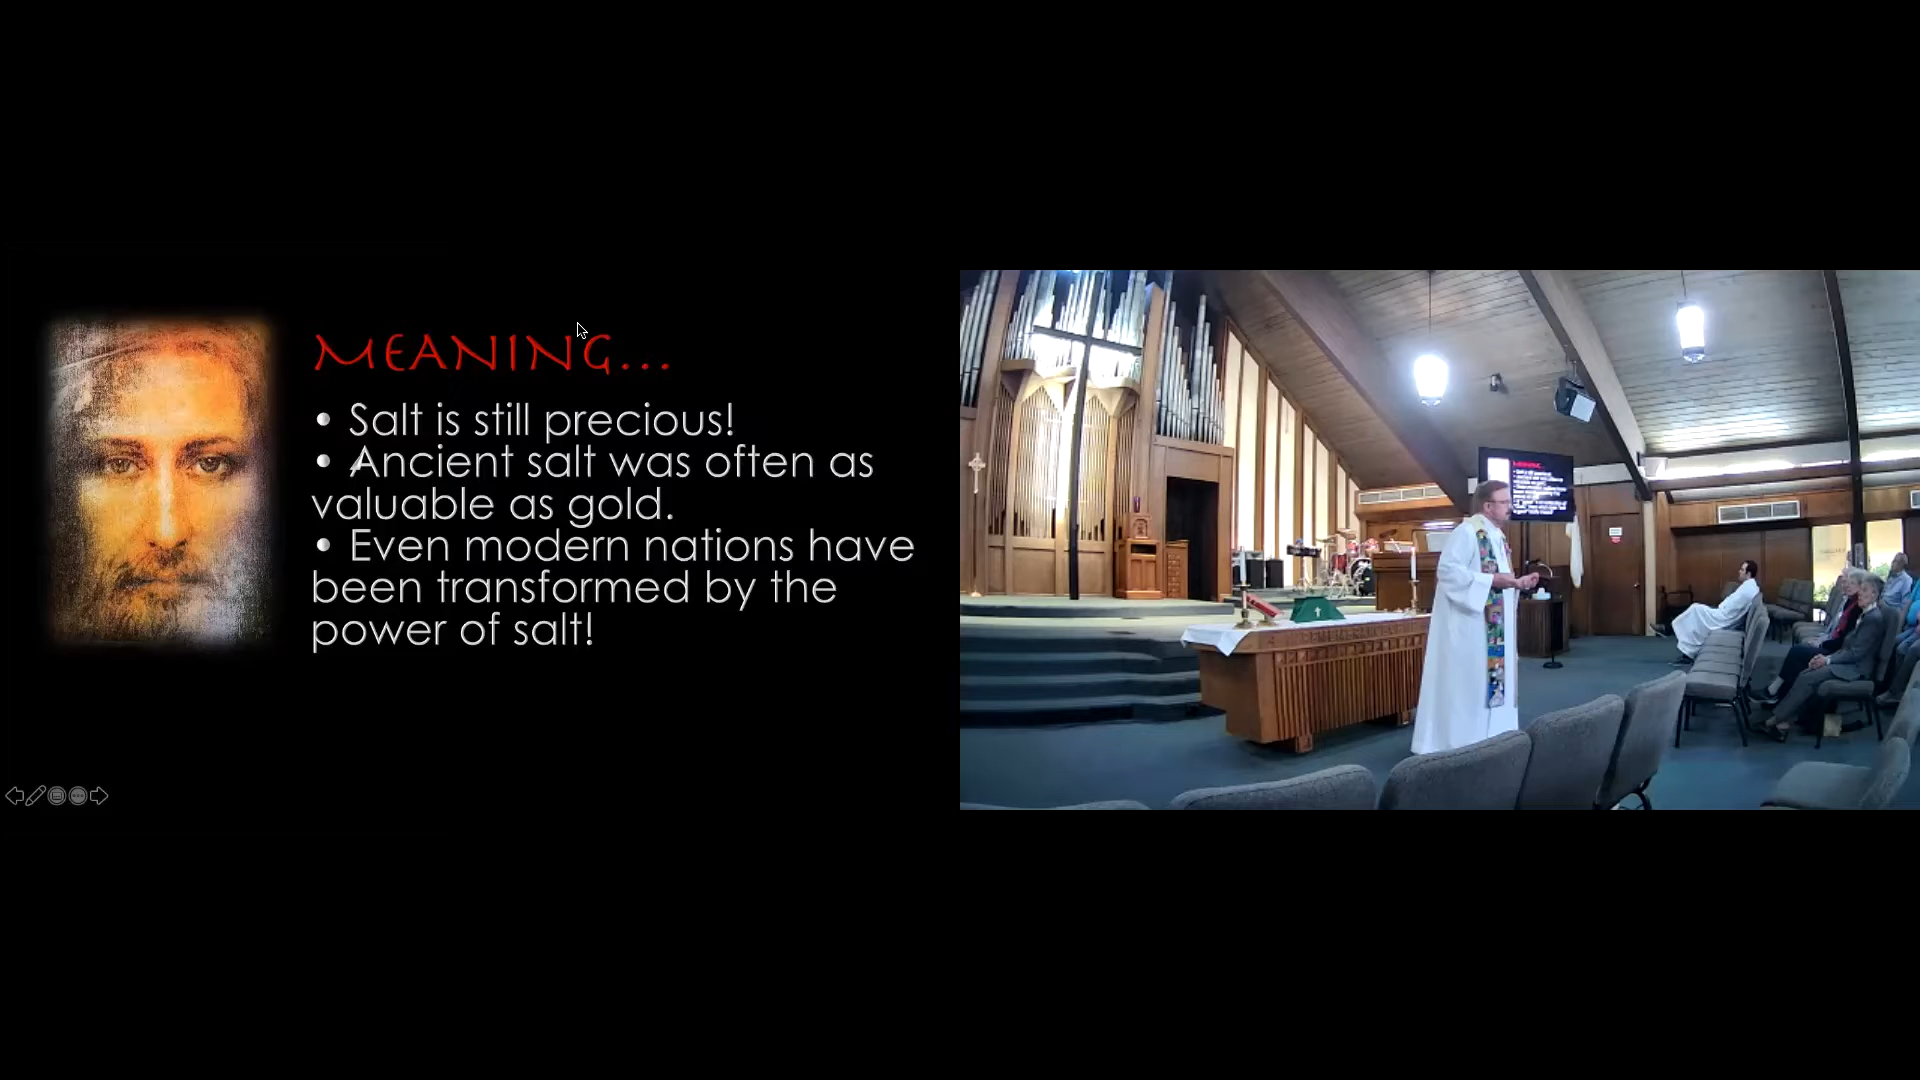 MEANING...
• Salt is still precious!
• Ancient salt was often as
valuable as gold.
• Even modern nations have
been transformed by the
power of salt!
MEANING...